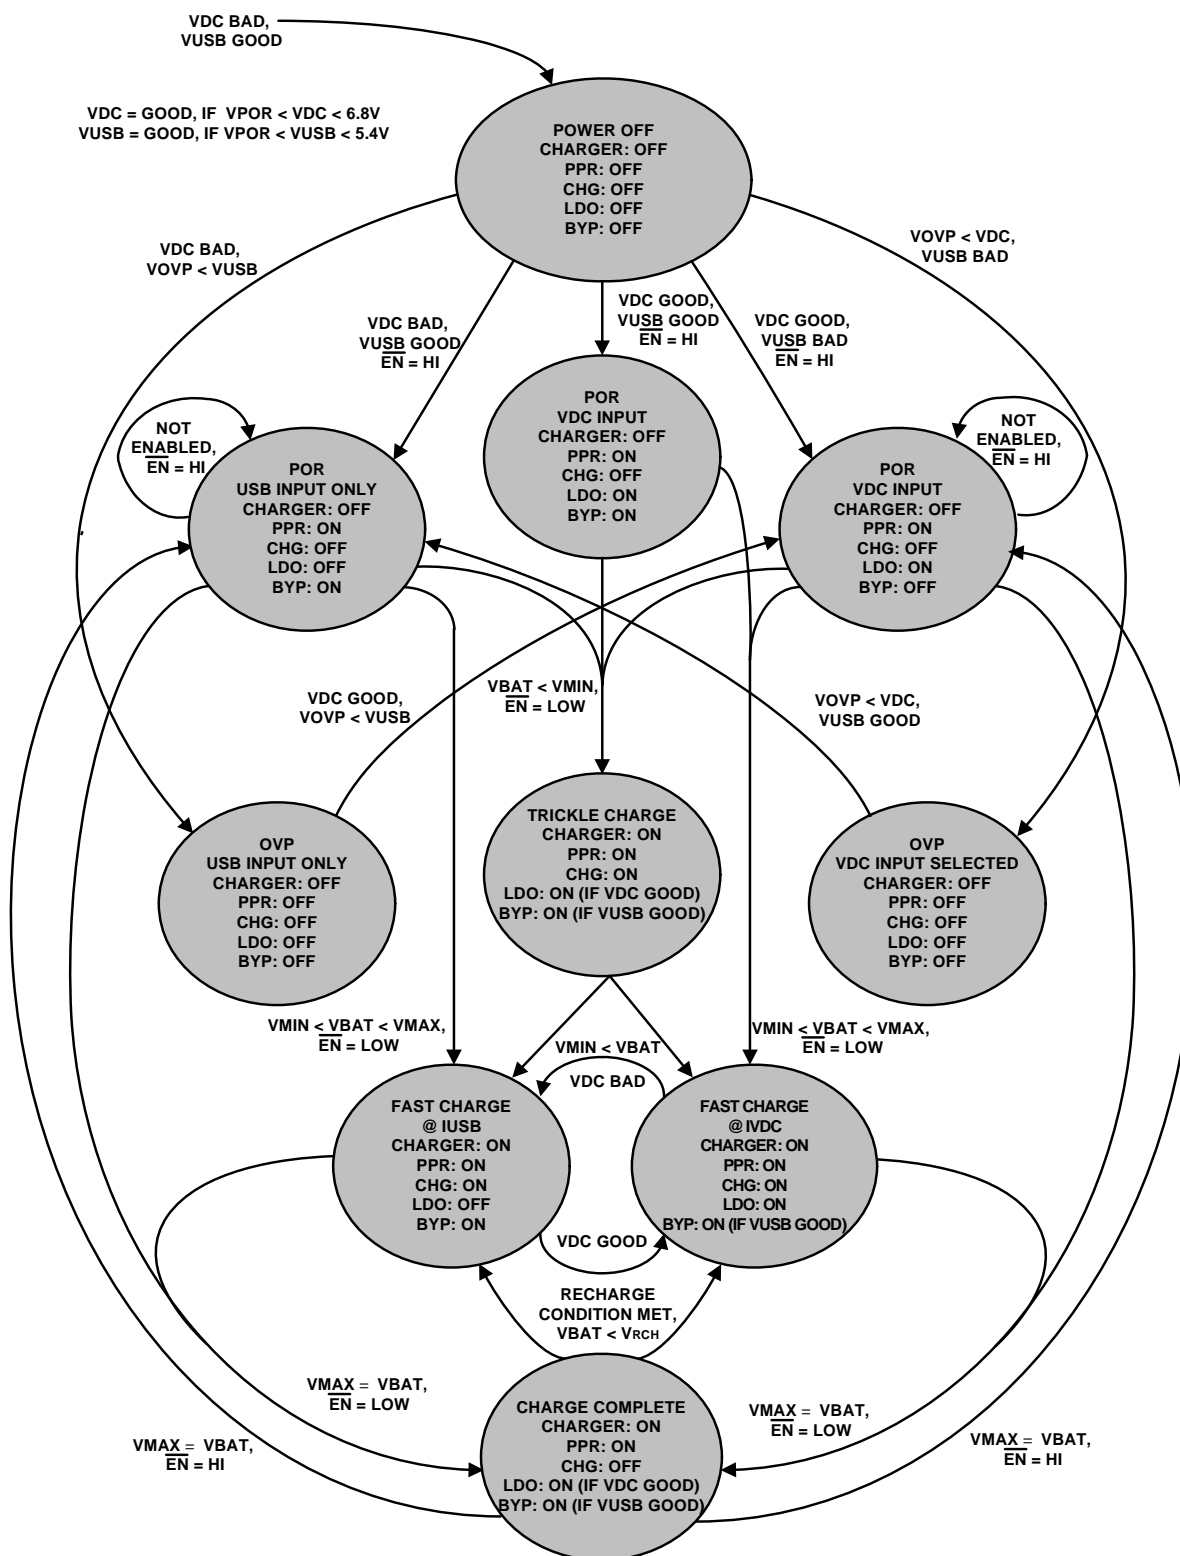 VDC BAD,
VUSB GOOD
VDC = GOOD, IF VPOR < VDC < 6.8V
VUSB = GOOD, IF VPOR < VUSB < 5.4V
POWER OFF
CHARGER: OFF
PPR: OFF
CHG: OFF
LDO: OFF
BYP: OFF
VDC BAD,
VOVP < VUSB
VOVP < VDC,
VUSB BAD
VDC BAD,
VUSB GOOD
EN = HI
VDC GOOD,
VUSB GOOD
EN = HI
VDC GOOD,
VUSB BAD
EN = HI
NOT
ENABLED,
EN = HI
POR
USB INPUT ONLY
CHARGER: OFF
PPR: ON
CHG: OFF
LDO: OFF
BYP: ON
POR
VDC INPUT
CHARGER: OFF
PPR: ON
CHG: OFF
LDO: ON
BYP: ON
POR
VDC INPUT
CHARGER: OFF
PPR: ON
CHG: OFF
LDO: ON
BYP: OFF
NOT
ENABLED,
EN = HI
VDC GOOD,
VOVP < VUSB
VBAT < VMIN,
EN = LOW
VOVP < VDC,
VUSB GOOD
OVP
USB INPUT ONLY
CHARGER: OFF
PPR: OFF
CHG: OFF
LDO: OFF
BYP: OFF
TRICKLE CHARGE
CHARGER: ON
PPR: ON
CHG: ON
LDO: ON (IF VDC GOOD)
BYP: ON (IF VUSB GOOD)
OVP
VDC INPUT SELECTED
CHARGER: OFF
PPR: OFF
CHG: OFF
LDO: OFF
BYP: OFF
VMIN < VBAT < VMAX,
EN = LOW
VMIN < VBAT
VMIN < VBAT < VMAX,
EN = LOW
VDC BAD
FAST CHARGE
@ IUSB
CHARGER: ON
PPR: ON
CHG: ON
LDO: OFF
BYP: ON
FAST CHARGE
@ IVDC
CHARGER: ON
PPR: ON
CHG: ON
LDO: ON
BYP: ON (IF VUSB GOOD)
VDC GOOD
RECHARGE
CONDITION MET,
VBAT < VRCH
VMAX = VBAT,
EN = LOW
VMAX = VBAT,
EN = HI
CHARGE COMPLETE
CHARGER: ON
PPR: ON
CHG: OFF
LDO: ON (IF VDC GOOD)
BYP: ON (IF VUSB GOOD)
VMAX = VBAT,
EN = LOW
VMAX = VBAT,
EN = HI